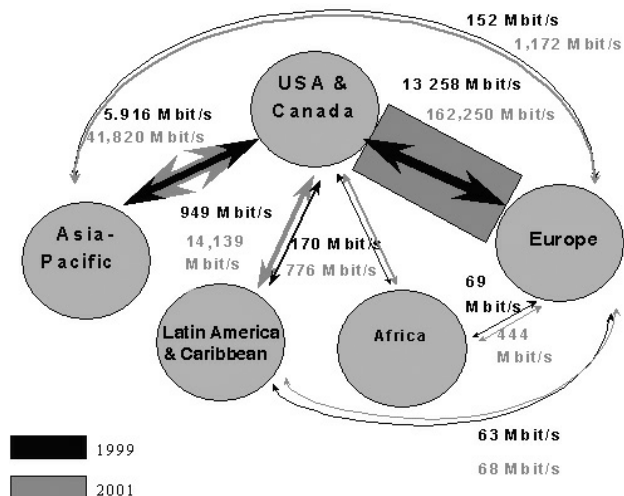 152 Mbit/s
1,172 Mbit/s
USA &
Canada
13 258 Mbit/s
162,250 Mbit/s
5.916 Mbit/s
41,820 Mbit/s
Asia-
Pacific
949 Mbit/s
14,139
Mbit/s
170 Mbit/s
776 Mbit/s
Europe
69
Mbit/s
444
Mbit/s
Latin America
& Caribbean
Africa
63 Mbit/s
68 Mbit/s
1999
2001